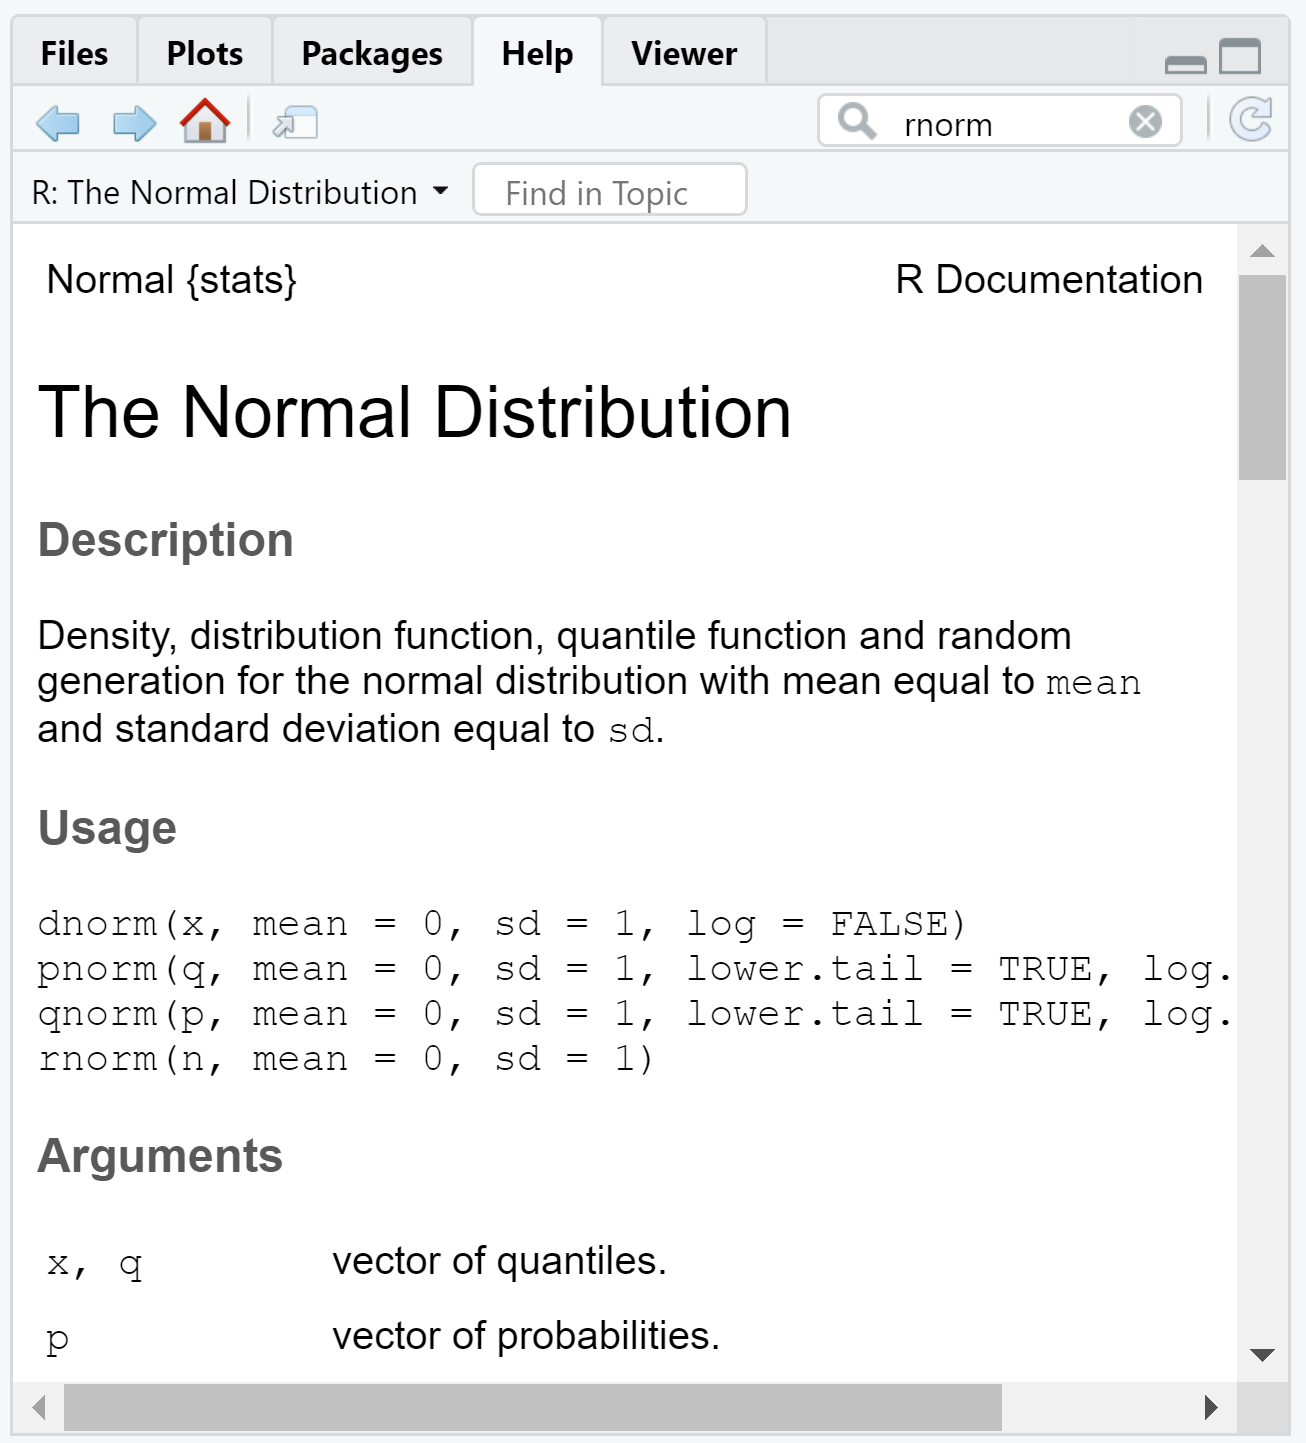 Files Plots Packages Help Viewer
rnorm
R: The Normal Distribution Find in Topic
Normal {stats} R Documentation
The Normal Distribution
Description
Density, distribution function, quantile function and random
generation for the normal distribution with mean equal to mean
and standard deviation equal to sd.
Usage
dnorm(x, mean = 0, sd = 1, log = FALSE)
pnorm(q, mean = 0, sd = 1, lower.tail = TRUE, log.
qnorm(p, mean = 0, sd = 1, lower.tail = TRUE, log.
rnorm(n, mean = 0, sd = 1)
Arguments
x, q vector of quantiles.
p vector of probabilities.